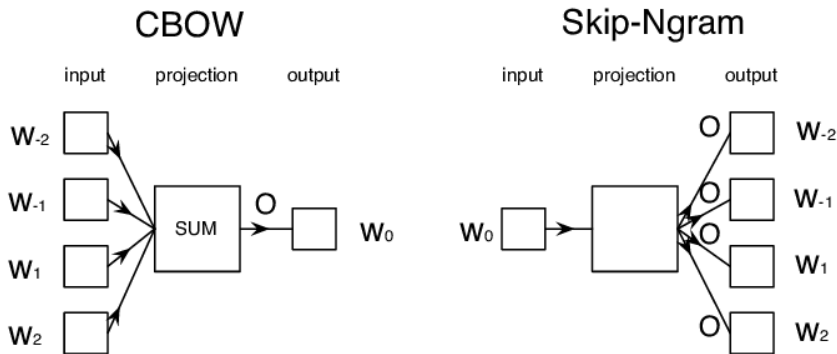 CBOW
input projection output
w-2
w-1
w1
w2
SUM
O
w0
Skip-Ngram
input projection output
w0
O
O
O
O
w-2
w-1
w1
w2